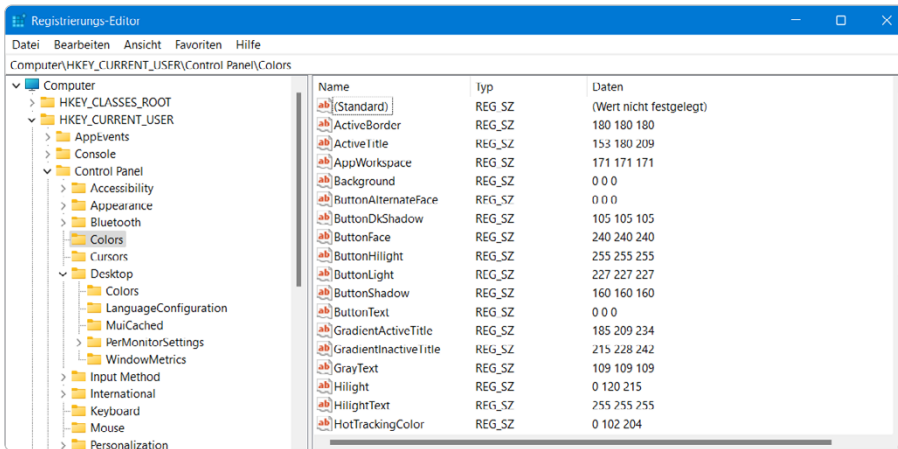 Registrierungs-Editor
Datei Bearbeiten Ansicht Favoriten Hilfe
Computer\HKEY_CURRENT_USER\Control Panel\Colors
Computer
HKEY_CLASSES_ROOT
HKEY_CURRENT_USER
AppEvents
Console
Control Panel
Accessibility
Appearance
Bluetooth
Colors
Cursors
Desktop
Colors
LanguageConfiguration
MuiCached
PerMonitorSettings
WindowMetrics
Input Method
International
Keyboard
Mouse
Personalization
Name Typ Daten
(Standard) REG_SZ (Wert nicht festgelegt)
ActiveBorder REG_SZ 180 180 180
ActiveTitle REG_SZ 153 180 209
AppWorkspace REG_SZ 171 171 171
Background REG_SZ 0 0 0
ButtonAlternateFace REG_SZ 0 0 0
ButtonDkShadow REG_SZ 105 105 105
ButtonFace REG_SZ 240 240 240
ButtonHilight REG_SZ 255 255 255
ButtonLight REG_SZ 227 227 227
ButtonShadow REG_SZ 160 160 160
ButtonText REG_SZ 0 0 0
GradientActiveTitle REG_SZ 185 209 234
GradientInactiveTitle REG_SZ 215 228 242
GrayText REG_SZ 109 109 109
Hilight REG_SZ 0 120 215
HilightText REG_SZ 255 255 255
HotTrackingColor REG_SZ 0 102 204